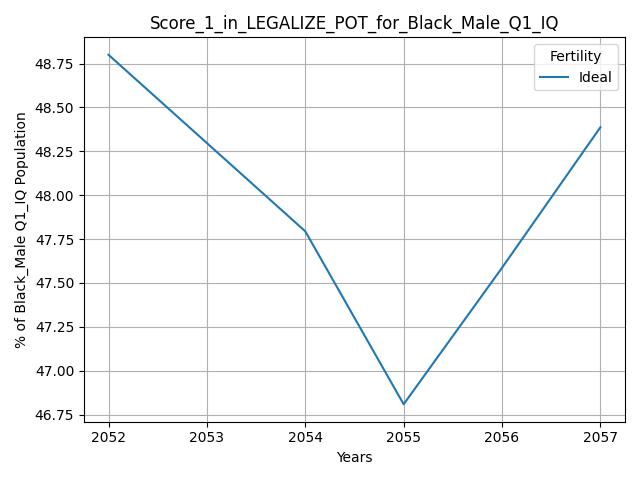 Score_1_in_LEGALIZE_POT_for_Black_Male_Q1_IQ
Fertility
Ideal
% of Black_Male Q1_IQ Population
48.75
48.50
48.25
48.00
47.75
47.50
47.25
47.00
46.75
2052 2053 2054 2055 2056 2057
Years